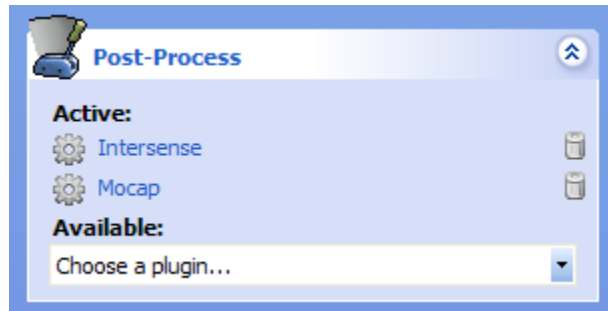 Post-Process
Active:
Intersense
Mocap
Available:
Choose a plugin...